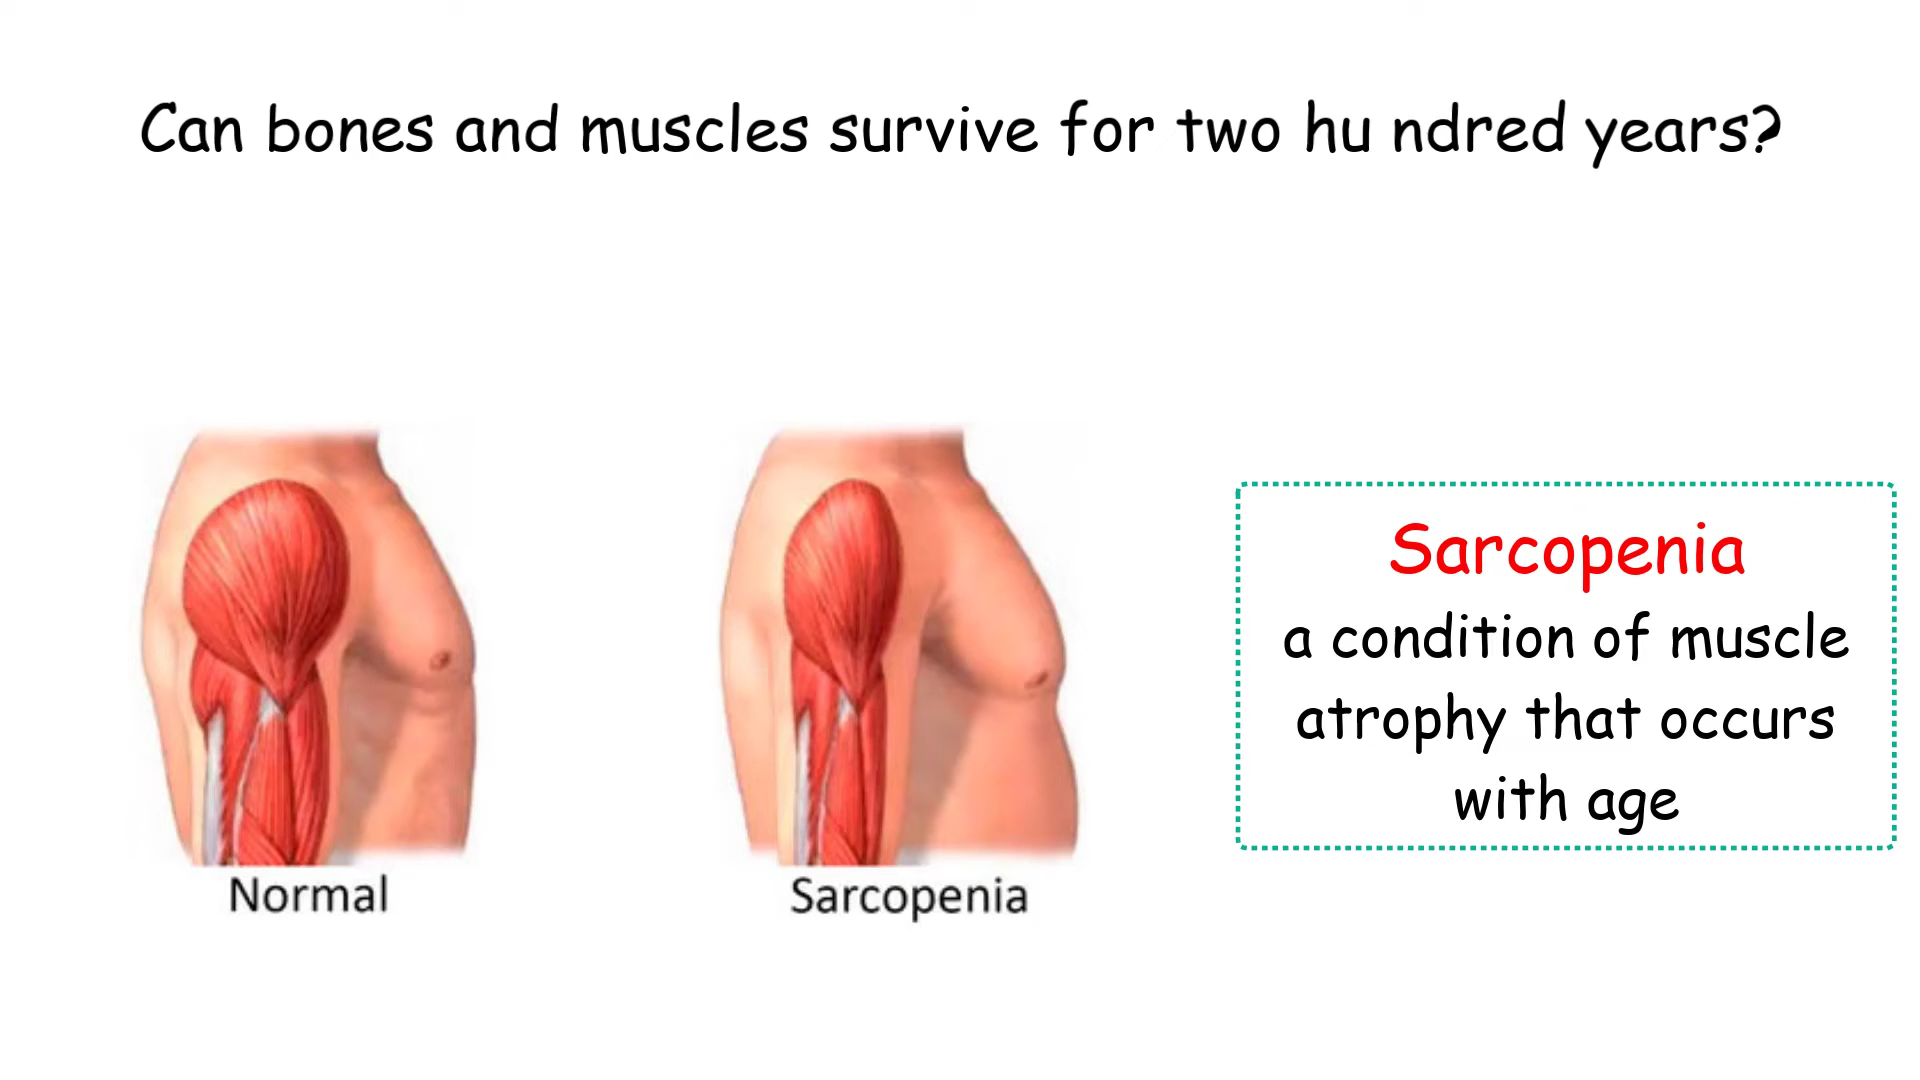 Can bones and muscles survive for two hu ndred years?
Sarcopenia
a condition of muscle
atrophy that occurs
with age
Normal
Sarcopenia